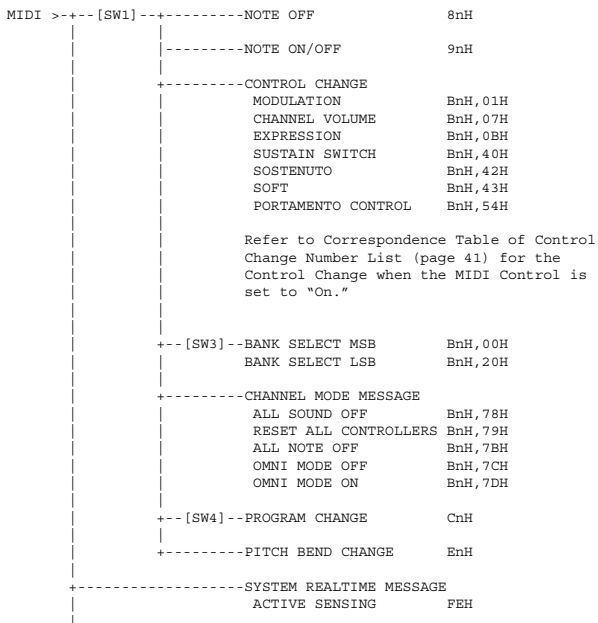 MIDI >-+--[SW1]--+---------NOTE OFF 8nH
|---------NOTE ON/OFF 9nH
+---------CONTROL CHANGE
MODULATION BnH,01H
CHANNEL VOLUME BnH,07H
EXPRESSION BnH,0BH
SUSTAIN SWITCH BnH,40H
SOSTENUTO BnH,42H
SOFT BnH,43H
PORTAMENTO CONTROL BnH,54H
Refer to Correspondence Table of Control
Change Number List (page 41) for the
Control Change when the MIDI Control is
set to “On.”
+--[SW3]--BANK SELECT MSB BnH,00H
BANK SELECT LSB BnH,20H
+---------CHANNEL MODE MESSAGE
ALL SOUND OFF BnH,78H
RESET ALL CONTROLLERS BnH,79H
ALL NOTE OFF BnH,7BH
OMNI MODE OFF BnH,7CH
OMNI MODE ON BnH,7DH
+--[SW4]--PROGRAM CHANGE CnH
+---------PITCH BEND CHANGE EnH
+-------------------SYSTEM REALTIME MESSAGE
ACTIVE SENSING FEH